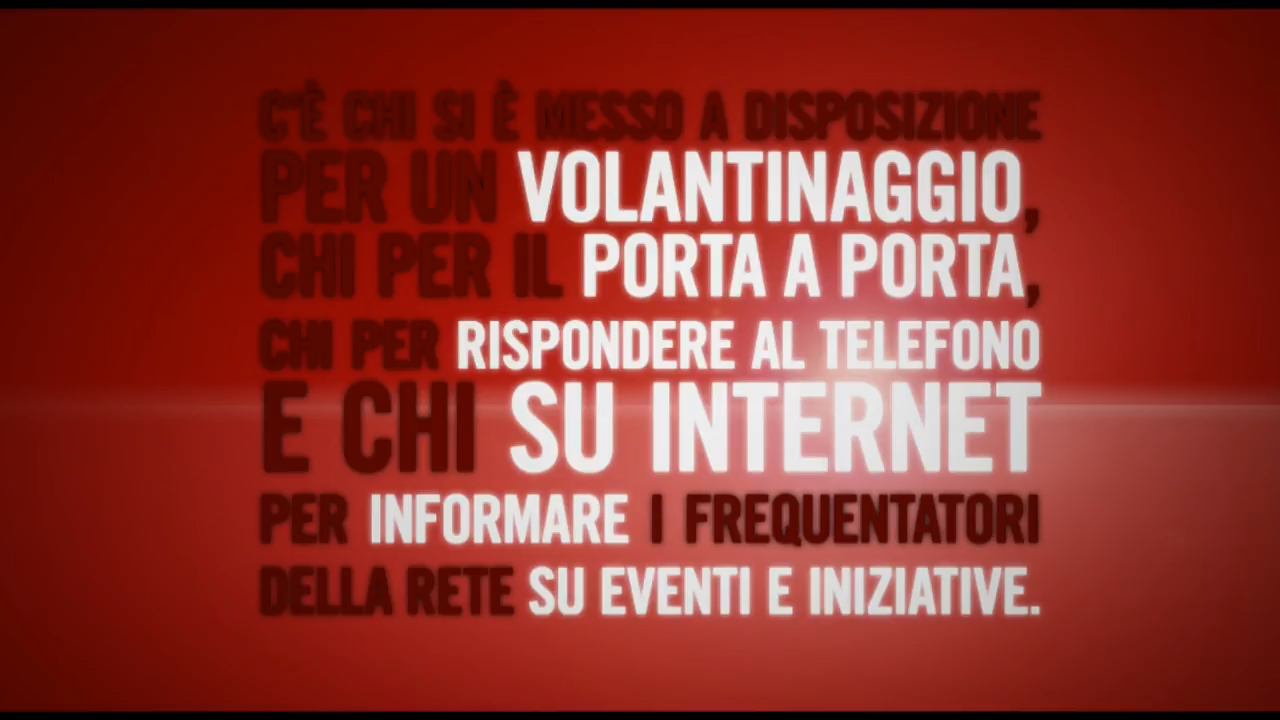 C'È CHI SI È MESSO A DISPOSIZIONE
PER UN VOLANTINAGGIO,
CHI PER IL PORTA A PORTA,
CHI PER RISPONDERE AL TELEFONO
E CHI SU INTERNET
PER INFORMARE I FREQUENTATORI
DELLA RETE SU EVENTI E INIZIATIVE.